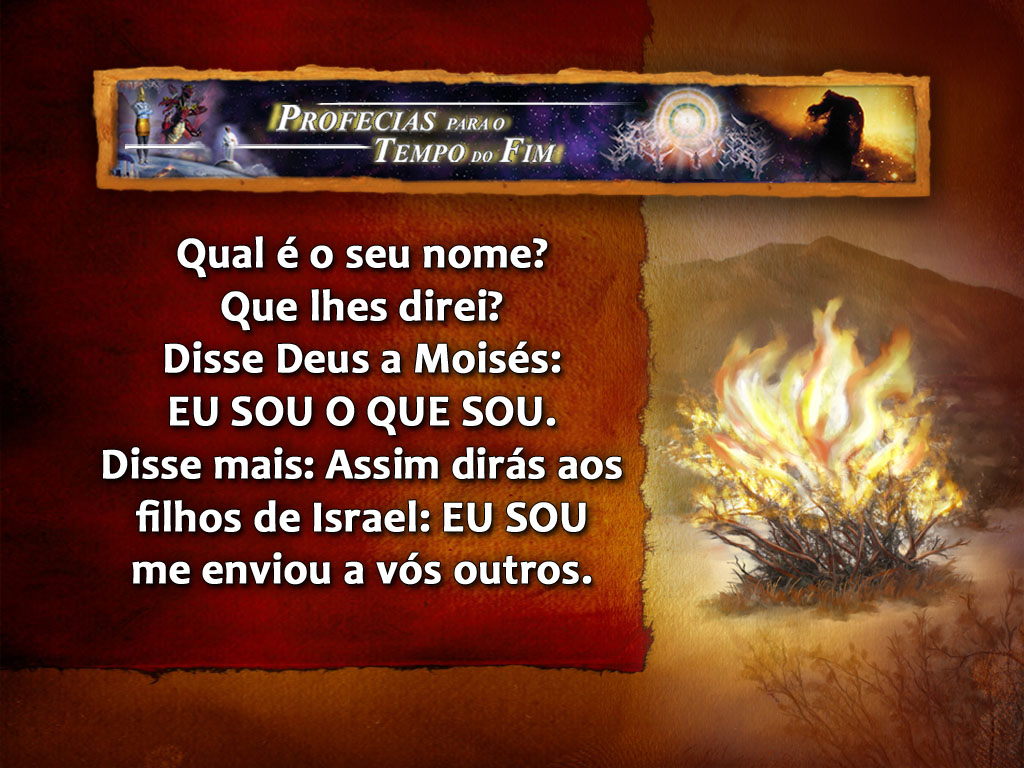 PROFECIAS PARA O
TEMPO DO FIM
Qual é o seu nome?
Que lhes direi?
Disse Deus a Moisés:
EU SOU O QUE SOU.
Disse mais: Assim dirás aos
filhos de Israel: EU SOU
me enviou a vós outros.